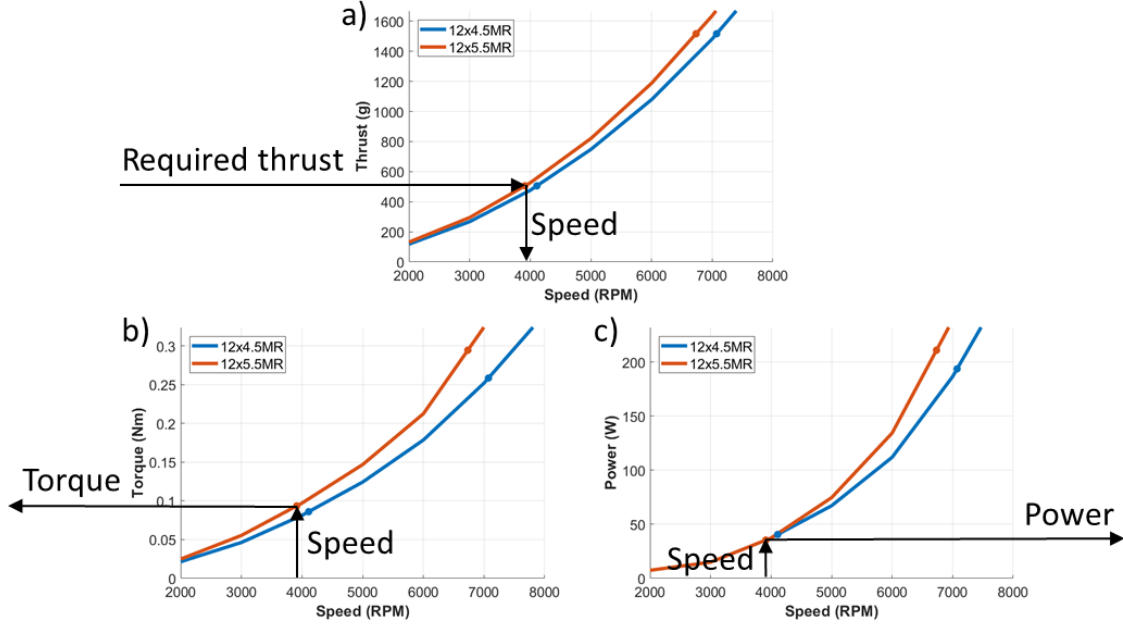 a)
1600
1400
1200
1000
800
600
400
200
0
Thrust (g)
12x4.5MR
12x5.5MR
Required thrust
Speed
2000 3000 4000 5000 6000 7000 8000
Speed (RPM)
b)
0.3
0.25
0.2
0.15
0.1
0.05
0
Torque (Nm)
12x4.5MR
12x5.5MR
Torque
Speed
2000 3000 4000 5000 6000 7000 8000
Speed (RPM)
c)
200
150
100
50
0
Power (W)
12x4.5MR
12x5.5MR
Power
Speed
2000 3000 4000 5000 6000 7000 8000
Speed (RPM)